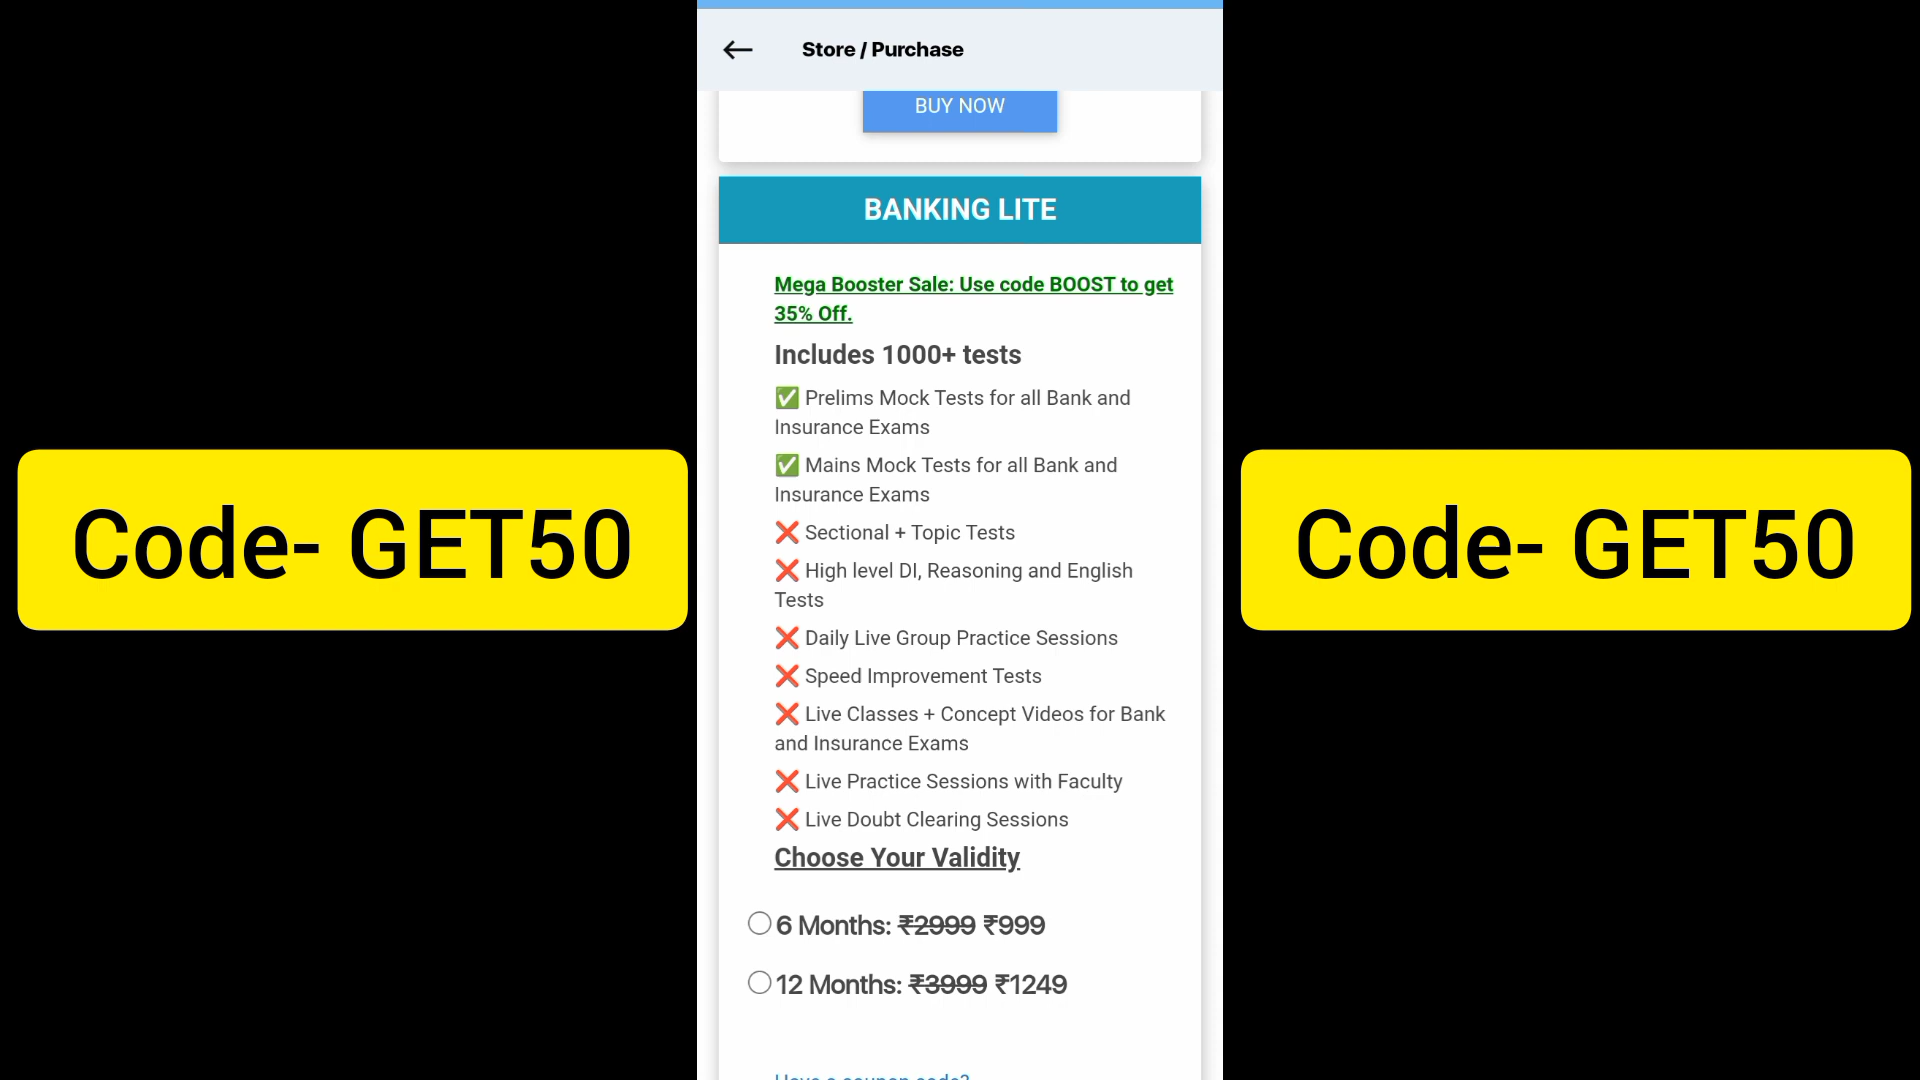 Store / Purchase
BUY NOW
BANKING LITE
Mega Booster Sale: Use code BOOST to get
35% Off.
Includes 1000+ tests
✅ Prelims Mock Tests for all Bank and
Insurance Exams
✅ Mains Mock Tests for all Bank and
Insurance Exams
❌ Sectional + Topic Tests
❌ High level DI, Reasoning and English
Tests
❌ Daily Live Group Practice Sessions
❌ Speed Improvement Tests
❌ Live Classes + Concept Videos for Bank
and Insurance Exams
❌ Live Practice Sessions with Faculty
❌ Live Doubt Clearing Sessions
Choose Your Validity
6 Months: ₹2999 ₹999
12 Months: ₹3999 ₹1249
Have a coupon code?
Code- GET50
Code- GET50